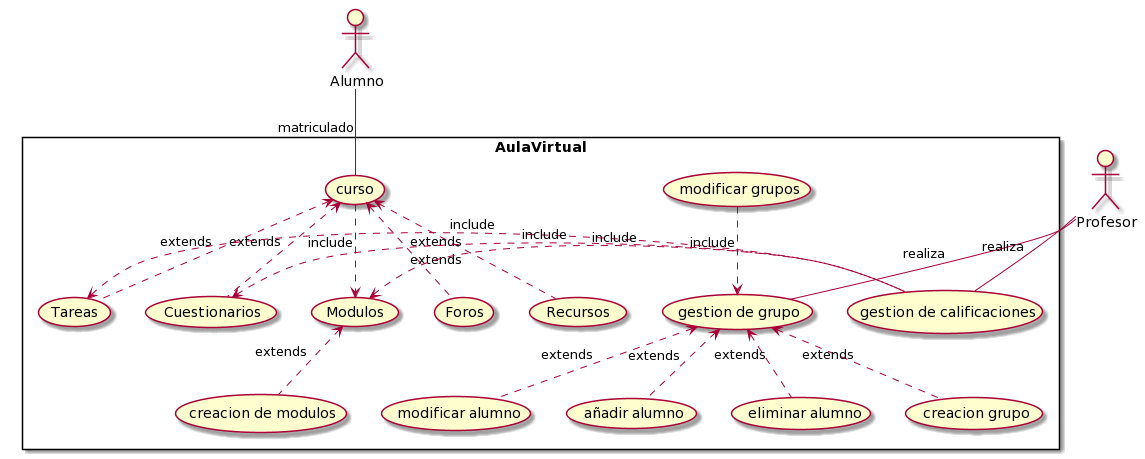 Alumno
matriculado
AulaVirtual
curso
modificar grupos
Profesor
include
extends
extends
include
extends
include
include
include
realiza
realiza
extends
Tareas
Cuestionarios
Modulos
Foros
Recursos
gestion de grupo
gestion de calificaciones
extends
extends
extends
extends
extends
creacion de modulos
modificar alumno
añadir alumno
eliminar alumno
creacion grupo